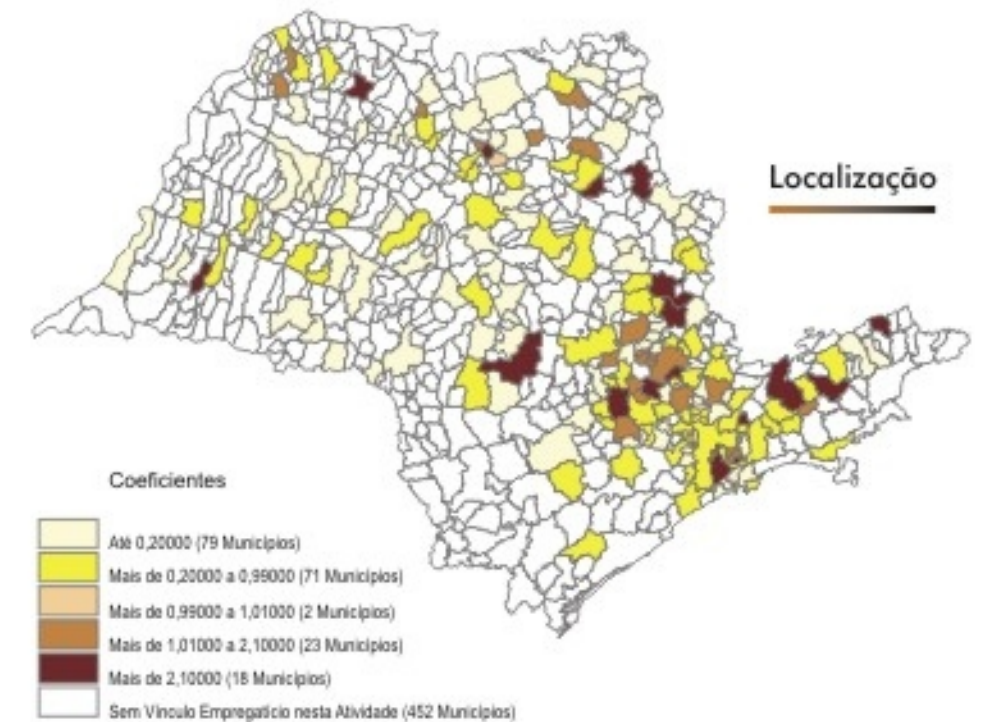 Localização
Coeficientes
Até 0,20000 (79 Municípios)
Mais de 0,20000 a 0,99000 (71 Municípios)
Mais de 0,99000 a 1,01000 (2 Municípios)
Mais de 1,01000 a 2,10000 (23 Municípios)
Mais de 2,10000 (18 Municípios)
Sem Vínculo Empregatício nesta Atividade (452 Municípios)